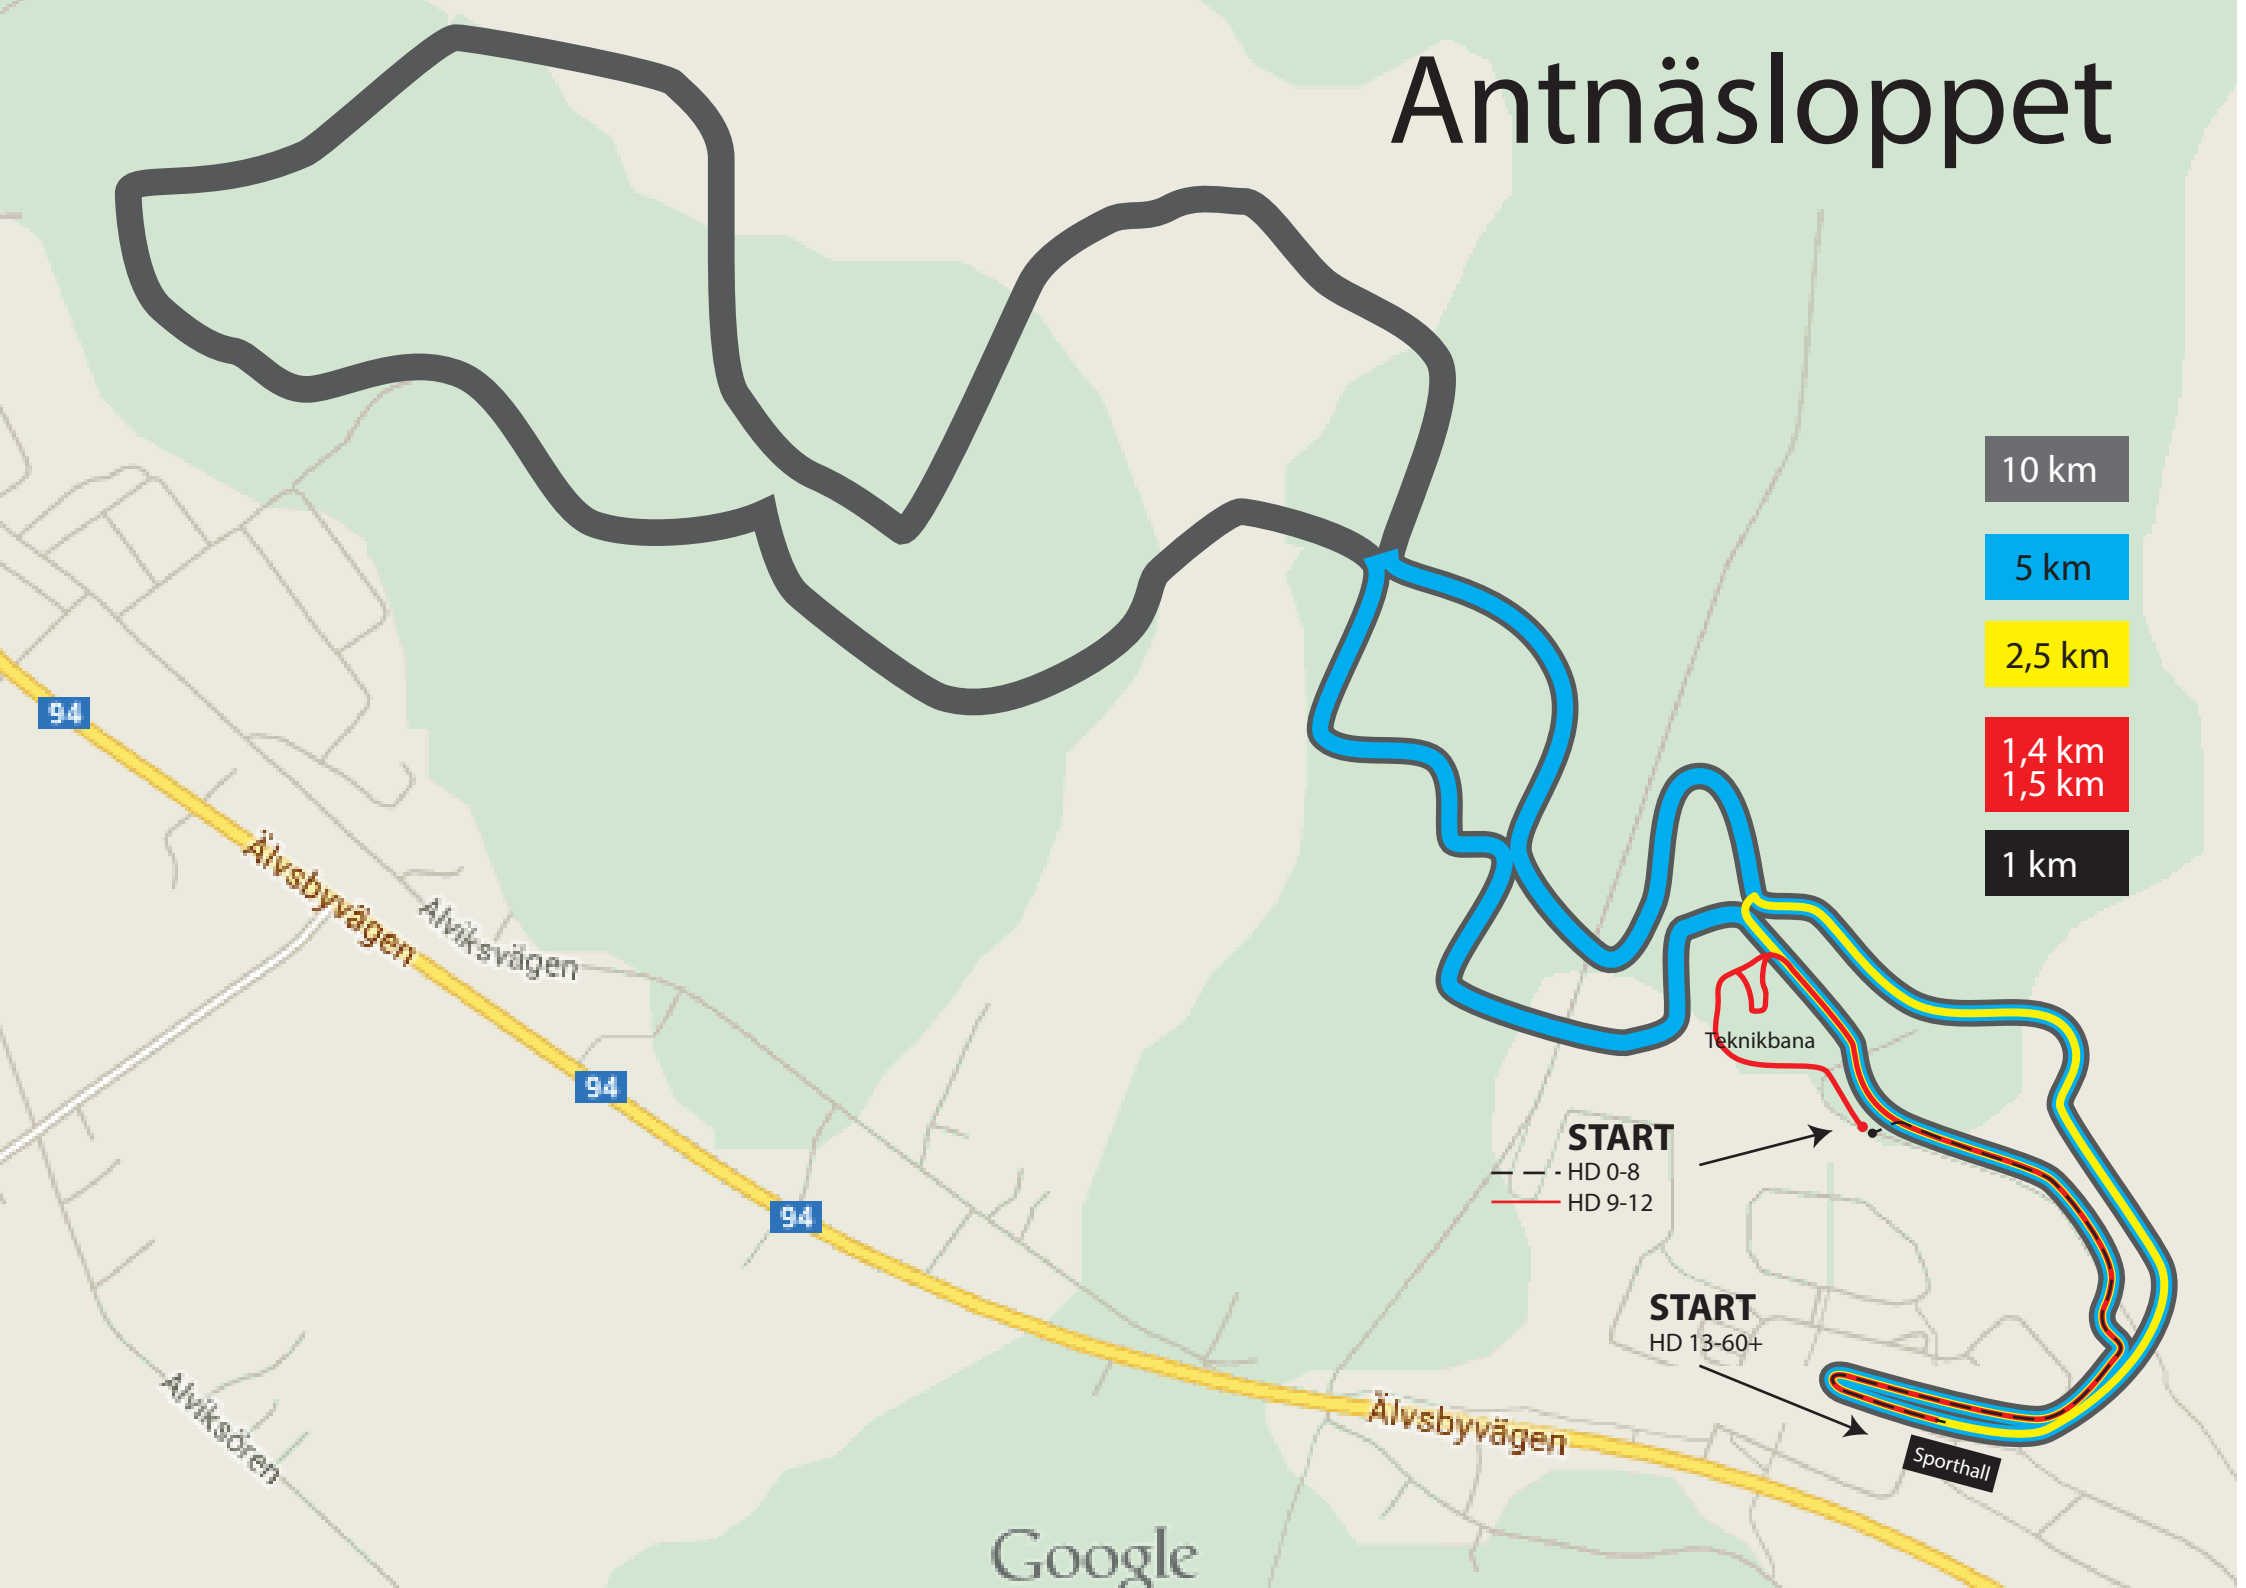 Antnäsloppet
10 km
5 km
2,5 km
1,4 km
1,5 km
1 km
94
Älvsbyvägen
Alviksvägen
94
Teknikbana
START
HD 0-8
HD 9-12
94
START
HD 13-60+
Alviksören
Älvsbyvägen
Sporthall
Google